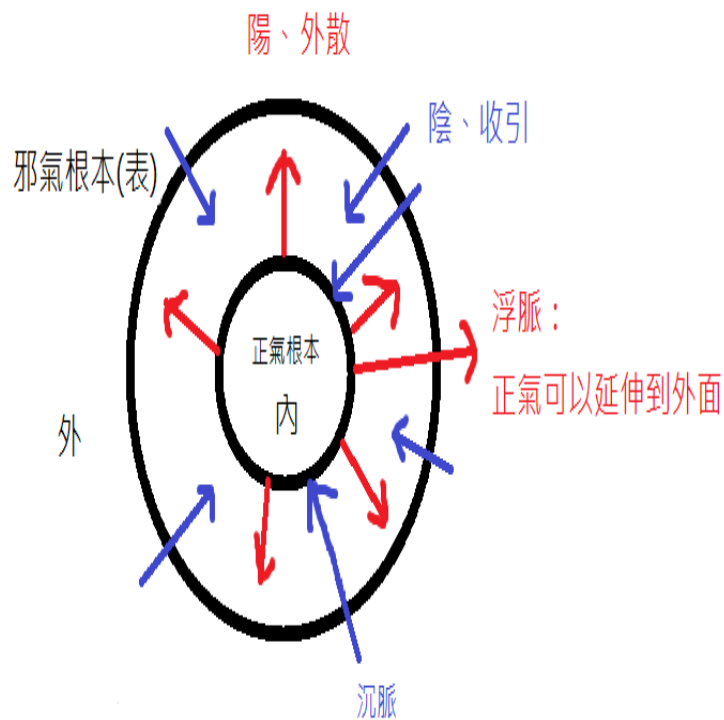 陽、外散
陰、收引
邪氣根本(表)
浮脈：
正氣可以延伸到外面
正氣根本
內
外
沉脈